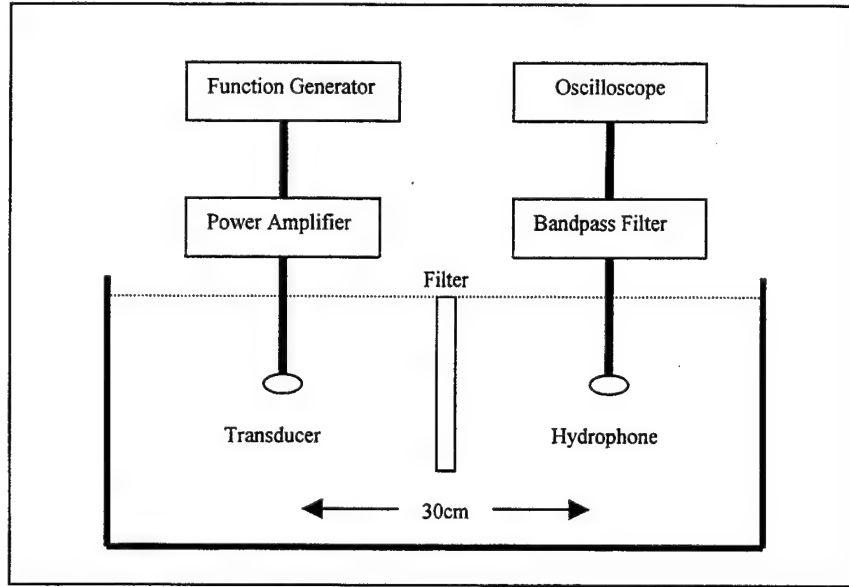 Function Generator
Oscilloscope
Power Amplifier
Bandpass Filter
Filter
Transducer
Hydrophone
30cm